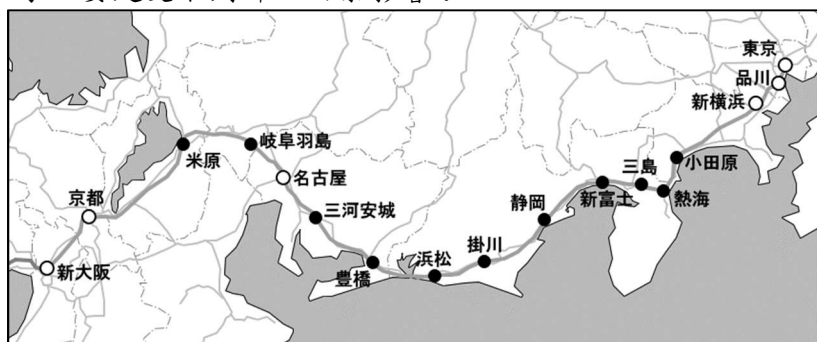 東京
品川
新横浜
小田原
熱海
三島
新富士
静岡
掛川
浜松
豊橋
三河安城
名古屋
岐阜羽島
米原
京都
新大阪